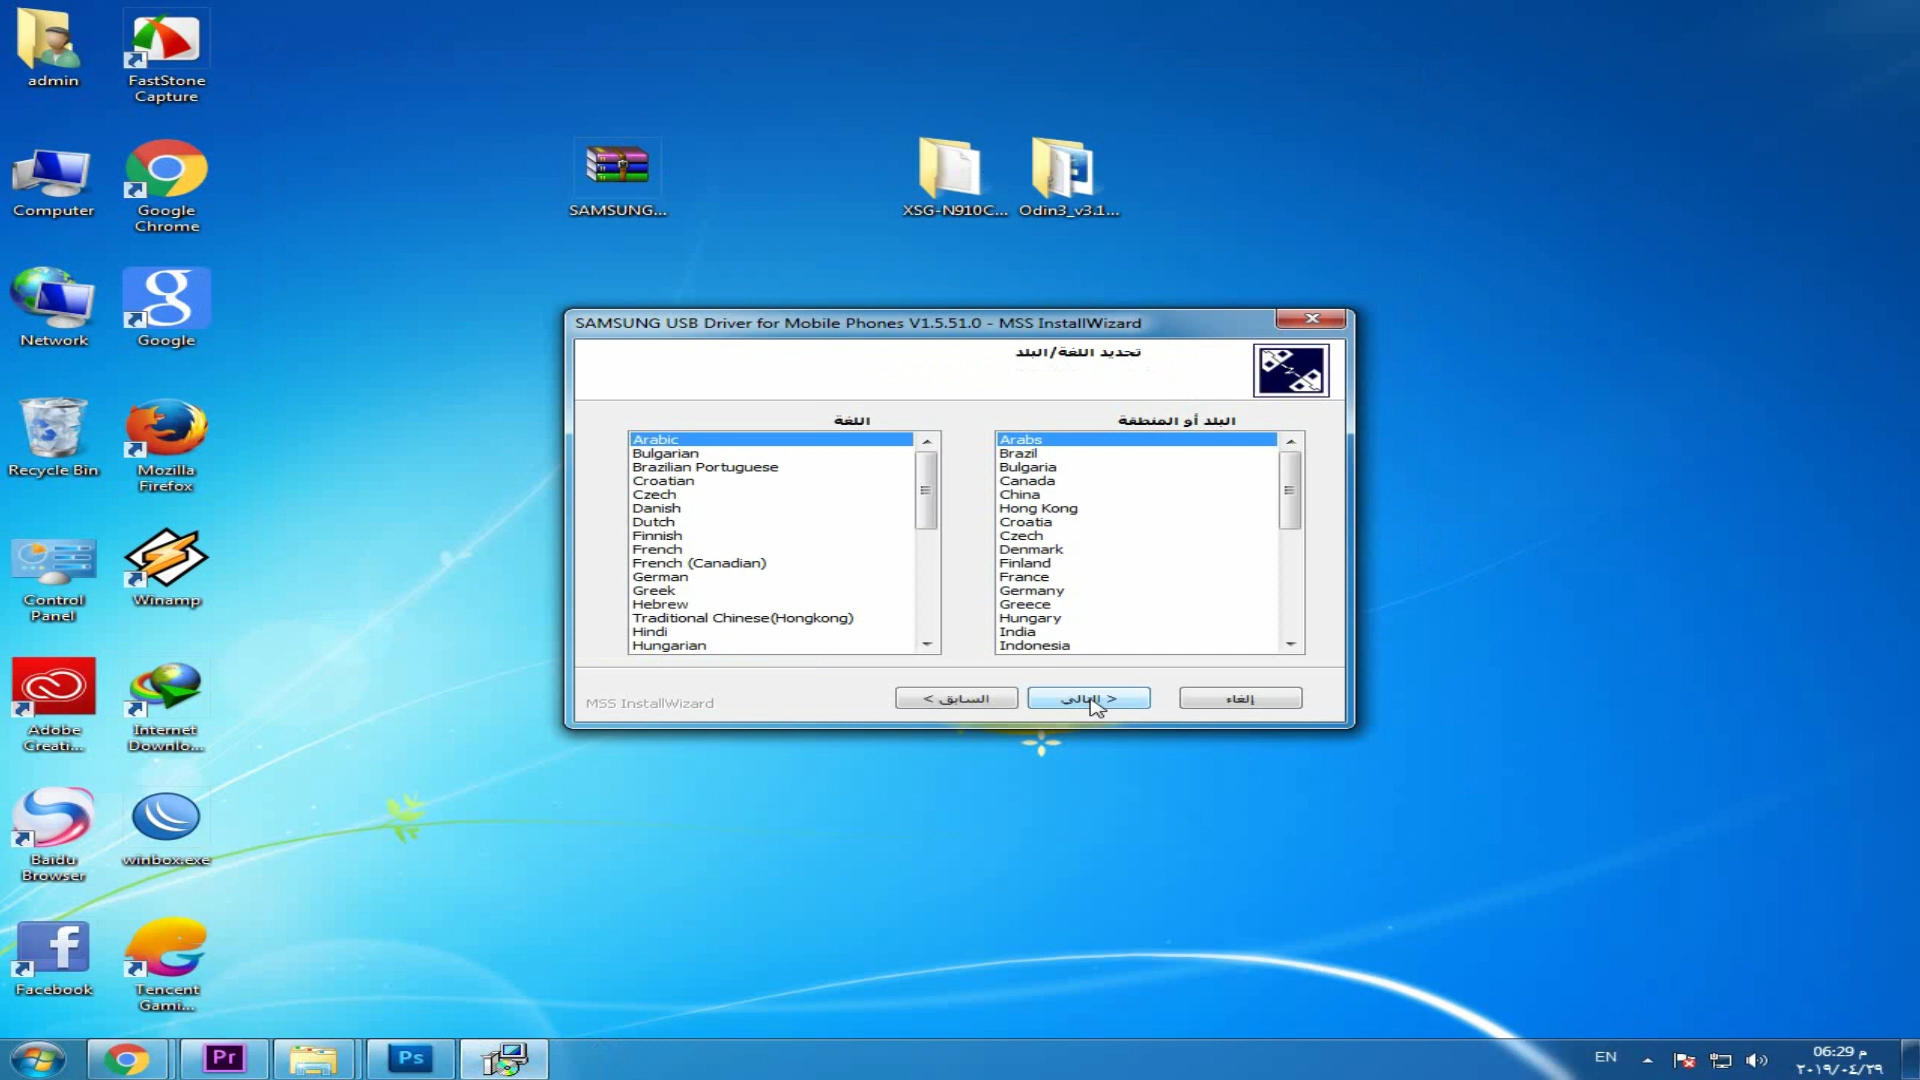 admin
FastStone
Capture
Computer
Google
Chrome
Network
Google
Recycle Bin
Mozilla
Firefox
Control
Panel
Winamp
Adobe
Creati...
Internet
Downlo...
Baidu
Browser
winbox.exe
Facebook
Tencent
Gami...
SAMSUNG...
XSG-N910C...
Odin3_v3.1...
SAMSUNG USB Driver for Mobile Phones V1.5.51.0 - MSS InstallWizard
تحديد اللغة/البلد
اللغة
Arabic
Bulgarian
Brazilian Portuguese
Croatian
Czech
Danish
Dutch
Finnish
French
French (Canadian)
German
Greek
Hebrew
Traditional Chinese(Hongkong)
Hindi
Hungarian
البلد أو المنطقة
Arabs
Brazil
Bulgaria
Canada
China
Hong Kong
Croatia
Czech
Denmark
Finland
France
Germany
Greece
Hungary
India
Indonesia
MSS InstallWizard
< السابق
التالي >
إلغاء
Pr
Ps
EN
06:29 م
٢٠١٩/٠٤/٢٩